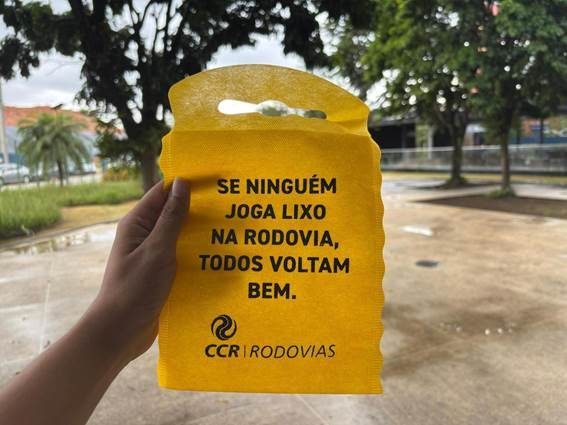 SE NINGUÉM
JOGA LIXO
NA RODOVIA,
TODOS VOLTAM
BEM.
CCR | RODOVIAS